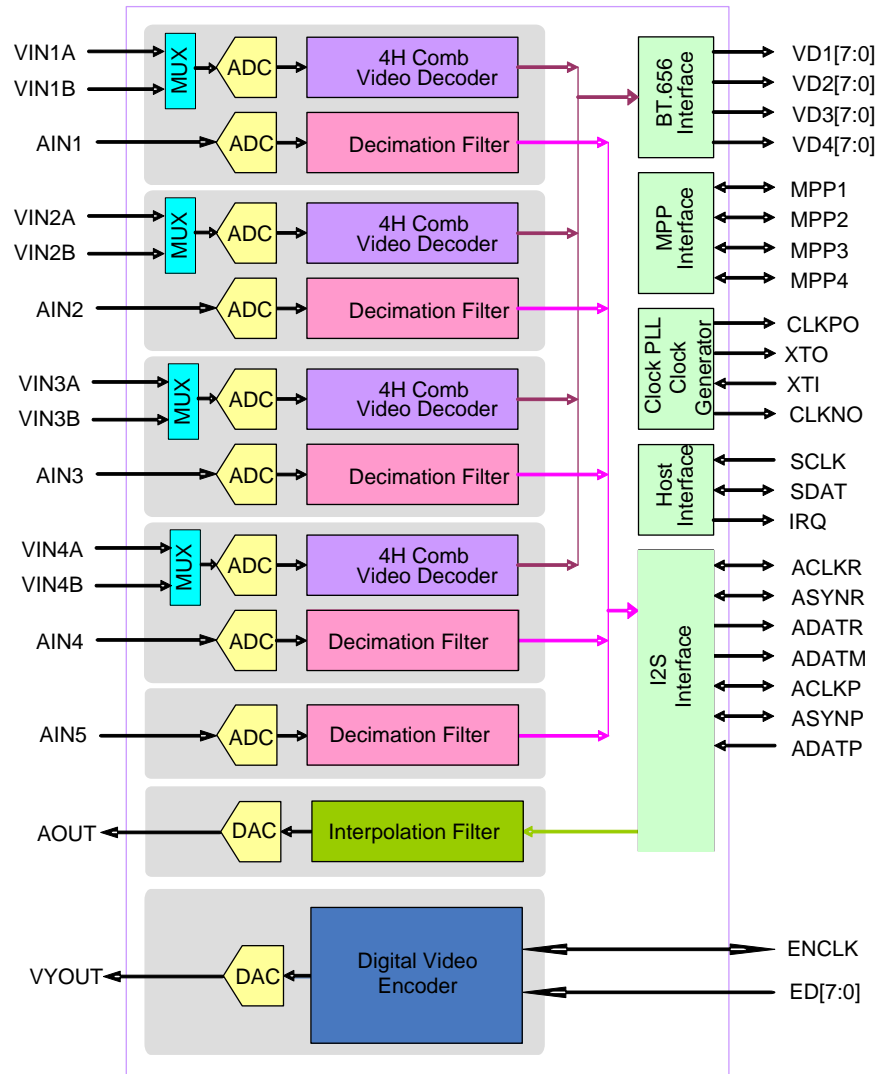 VIN1A
VIN1B
MUX
ADC
4H Comb
Video Decoder
AIN1
ADC
Decimation Filter
VIN2A
VIN2B
MUX
ADC
4H Comb
Video Decoder
AIN2
ADC
Decimation Filter
VIN3A
VIN3B
MUX
ADC
4H Comb
Video Decoder
AIN3
ADC
Decimation Filter
VIN4A
VIN4B
MUX
ADC
4H Comb
Video Decoder
AIN4
ADC
Decimation Filter
AIN5
ADC
Decimation Filter
AOUT
DAC
Interpolation Filter
VYOUT
DAC
Digital Video
Encoder
BT.656
Interface
VD1[7:0]
VD2[7:0]
VD3[7:0]
VD4[7:0]
MPP
Interface
MPP1
MPP2
MPP3
MPP4
Clock PLL
Clock
Generator
CLKPO
XTO
XTI
CLKNO
Host
Interface
SCLK
SDAT
IRQ
I2S
Interface
ACLKR
ASYNR
ADATR
ADATM
ACLKP
ASYNP
ADATP
ENCLK
ED[7:0]